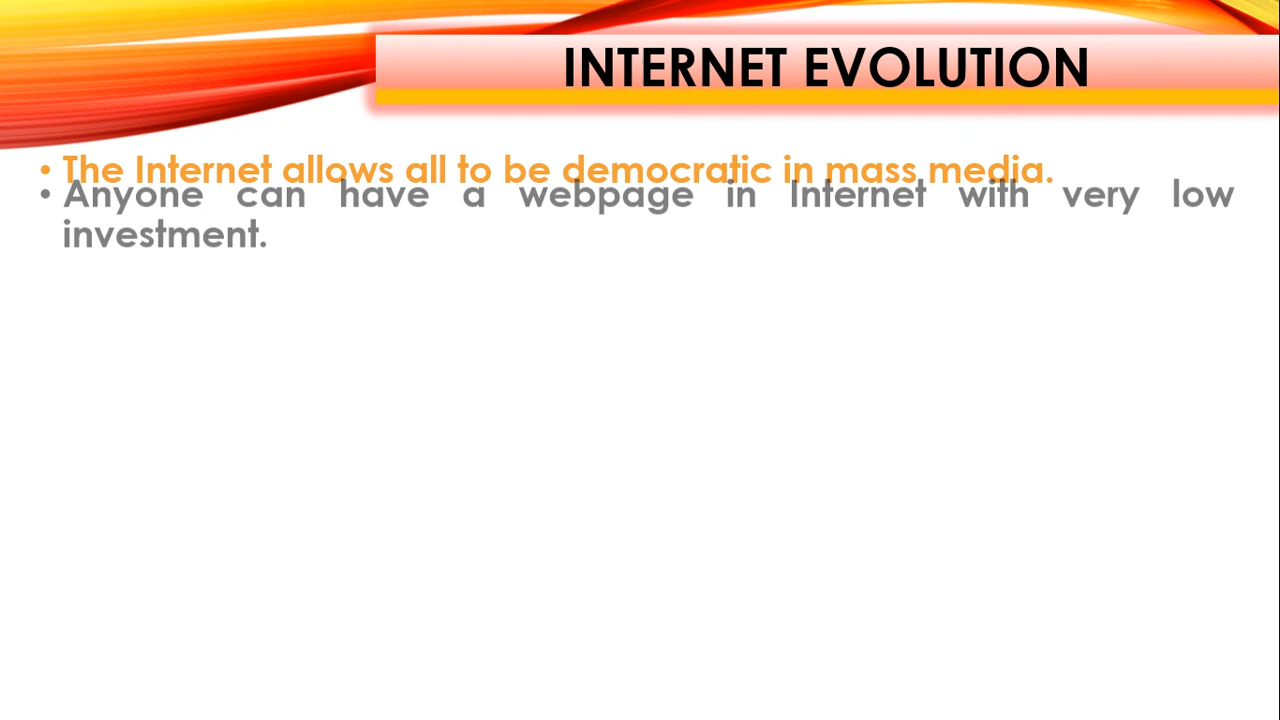 INTERNET EVOLUTION
• The Internet allows all to be democratic in mass media.
• Anyone can have a webpage in Internet with very low
investment.